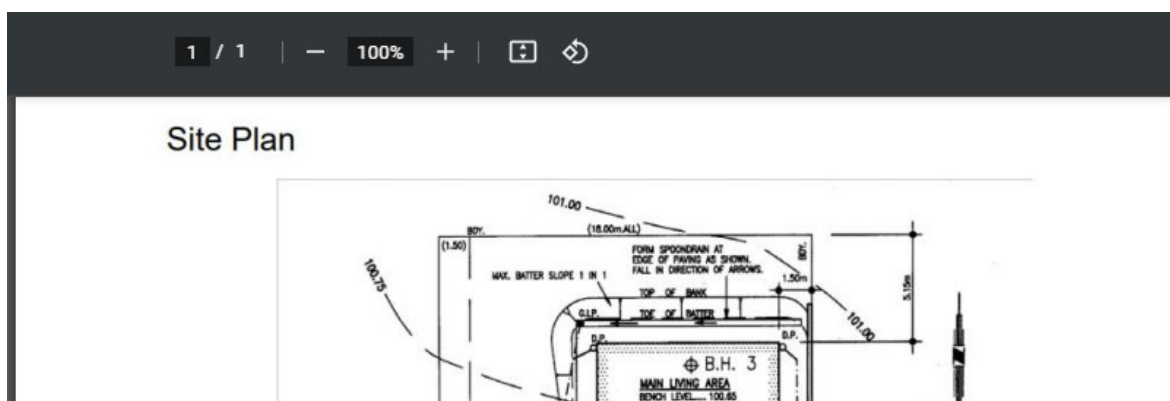 1 / 1
100%
Site Plan
101.00
BDY.
(16.00m.ALL)
BDY.
(1.50)
FORM SPOONDRAIN AT
EDGE OF PAVING AS SHOWN.
FALL IN DIRECTION OF ARROWS.
100.75
MAX. BATTER SLOPE 1 IN 1
1.50m
5.15m
TOP OF BANK
G.I.P.
TOE OF BATTER
101.00
D.P.
D.P.
B.H. 3
MAIN LIVING AREA
BENCH LEVEL.... 100.65